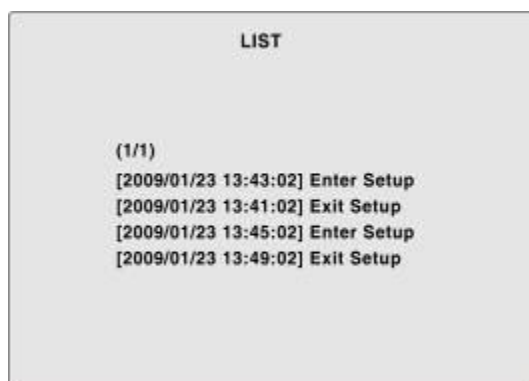 LIST
(1/1)
[2009/01/23 13:43:02] Enter Setup
[2009/01/23 13:41:02] Exit Setup
[2009/01/23 13:45:02] Enter Setup
[2009/01/23 13:49:02] Exit Setup